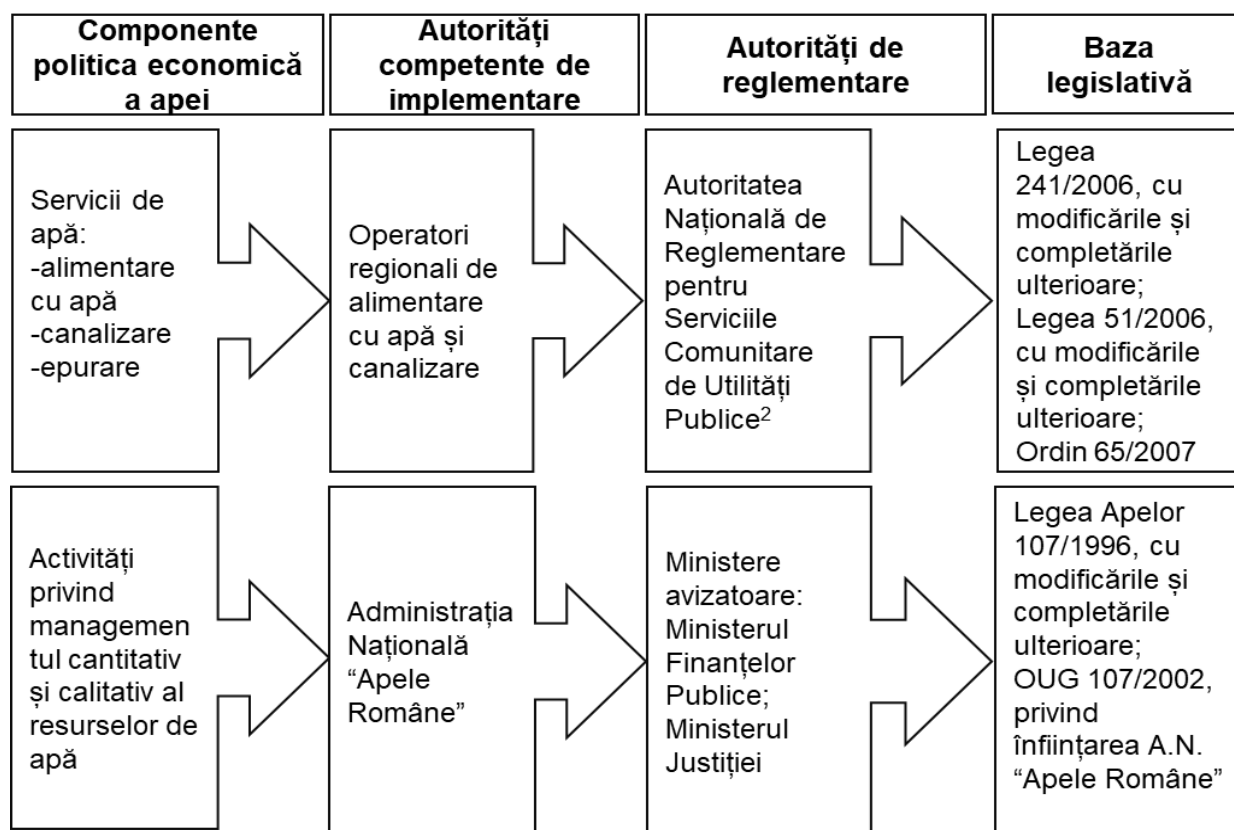 Componente
politica economică
a apei
Autorități
competente de
implementare
Autorități de
reglementare
Baza
legislativă
Servicii de
apă:
-alimentare
cu apă
-canalizare
-epurare
Operatori
regionali de
alimentare
cu apă și
canalizare
Autoritatea
Națională de
Reglementare
pentru
Serviciile
Comunitare
de Utilități
Publice²
Legea
241/2006, cu
modificările și
completările
ulterioare;
Legea 51/2006,
cu modificările
și completările
ulterioare;
Ordin 65/2007
Activități
privind
managemen
tul cantitativ
și calitativ al
resurselor de
apă
Administrația
Națională
“Apele
Române”
Ministere
avizatoare:
Ministerul
Finanțelor
Publice;
Ministerul
Justiției
Legea Apelor
107/1996, cu
modificările și
completările
ulterioare;
OUG 107/2002,
privind
înființarea A.N.
“Apele Române”